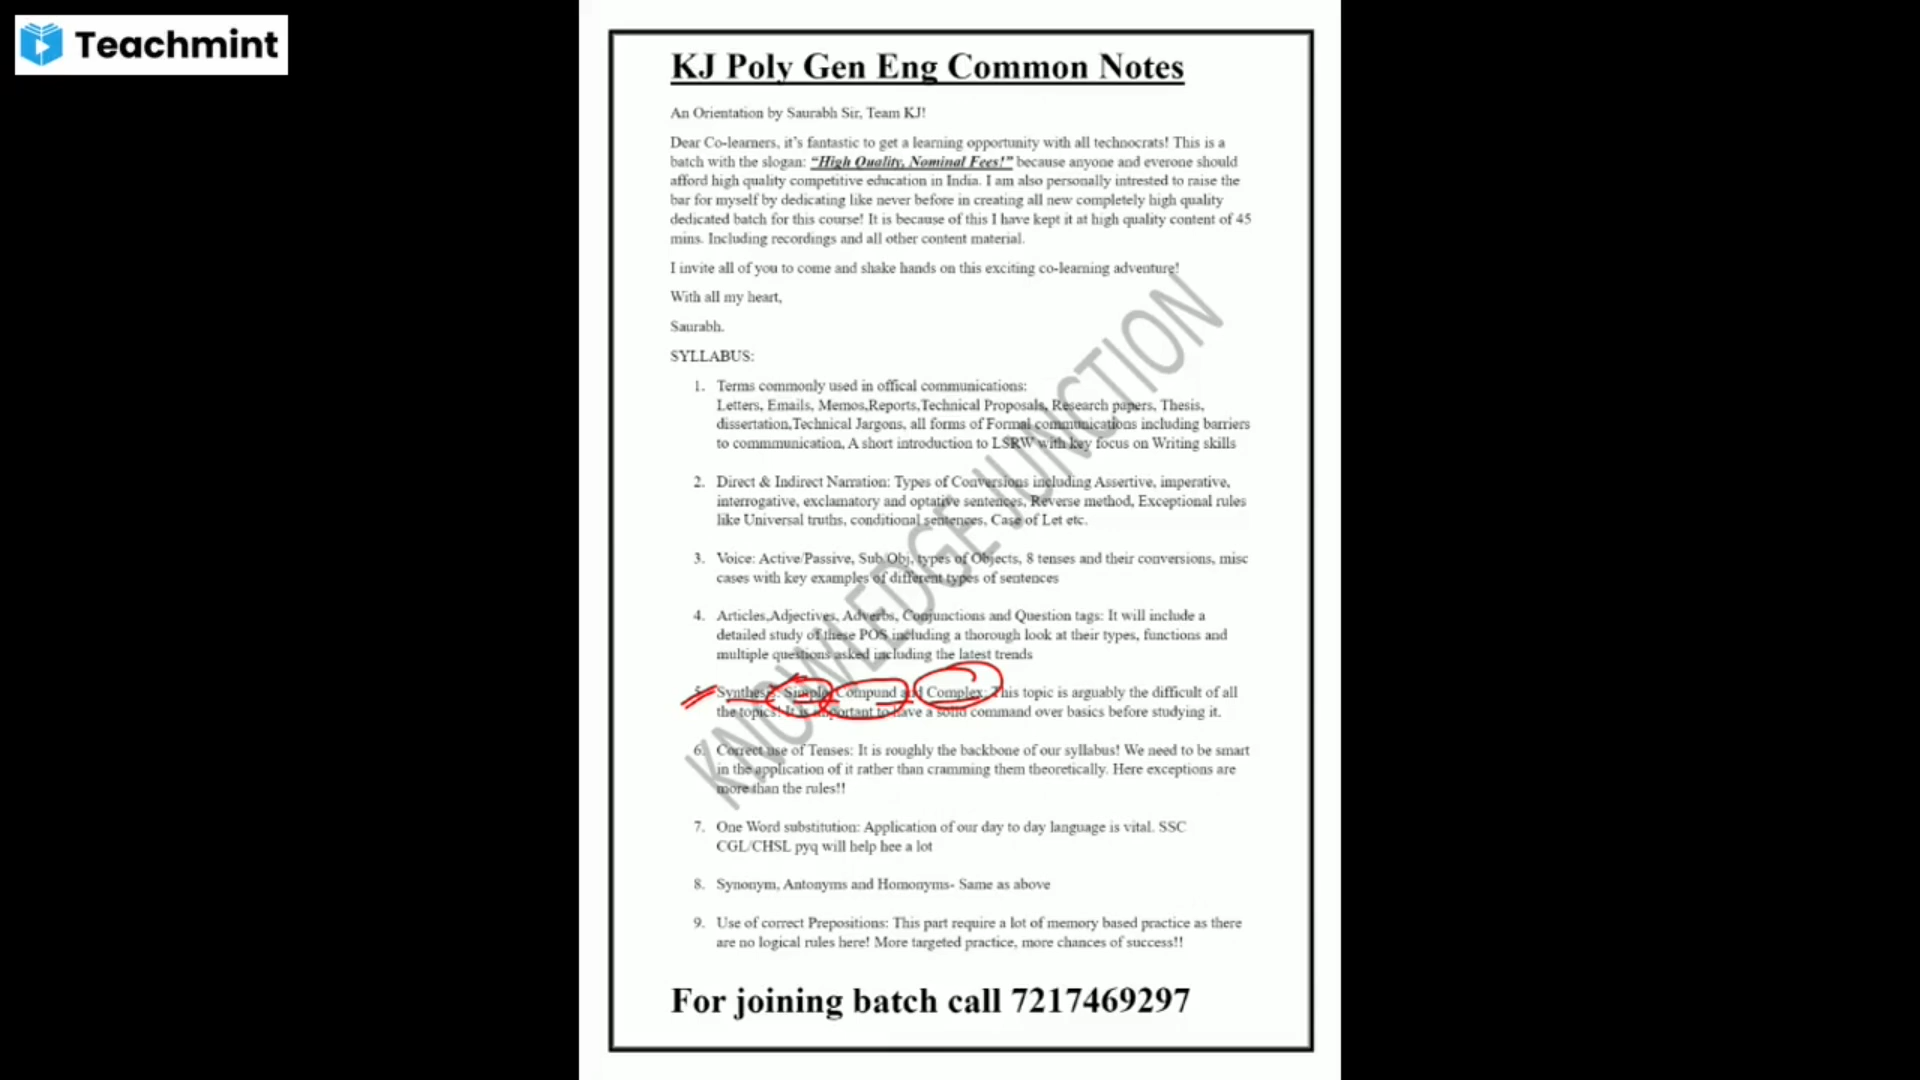 Teachmint
KJ Poly Gen Eng Common Notes
An Orientation by Saurabh Sir, Team KJ!
Dear Co-learners, it's fantastic to get a learning opportunity with all technocrats! This is a
batch with the slogan: "High Quality, Nominal Fees!" because anyone and everone should
afford high quality competitive education in India. I am also personally intrested to raise the
bar for myself by dedicating like never before in creating all new completely high quality
dedicated batch for this course! It is because of this I have kept it at high quality content of 45
mins. Including recordings and all other content material.
I invite all of you to come and shake hands on this exciting co-learning adventure!
With all my heart,
Saurabh.
SYLLABUS:
1. Terms commonly used in offical communications:
Letters, Emails, Memos,Reports,Technical Proposals, Research papers, Thesis,
dissertation,Technical Jargons, all forms of Formal communications including barriers
to commmunication, A short introduction to LSRW with key focus on Writing skills
2. Direct & Indirect Narration: Types of Conversions including Assertive, imperative,
interrogative, exclamatory and optative sentences, Reverse method, Exceptional rules
like Universal truths, conditional sentences, Case of Let etc.
3. Voice: Active/Passive, Sub/Obj, types of Objects, 8 tenses and their conversions, misc
cases with key examples of different types of sentences
4. Articles,Adjectives, Adverbs, Conjunctions and Question tags: It will include a
detailed study of these POS including a thorough look at their types, functions and
multiple questions asked including the latest trends
5. Synthesis: Simple, Compund and Complex: This topic is arguably the difficult of all
the topics! It is important to have a solid command over basics before studying it.
6. Correct use of Tenses: It is roughly the backbone of our syllabus! We need to be smart
in the application of it rather than cramming them theoretically. Here exceptions are
more than the rules!!
7. One Word substitution: Application of our day to day language is vital. SSC
CGL/CHSL pyq will help hee a lot
8. Synonym, Antonyms and Homonyms- Same as above
9. Use of correct Prepositions: This part require a lot of memory based practice as there
are no logical rules here! More targeted practice, more chances of success!!
For joining batch call 7217469297
KNOWLEDGE JUNCTION